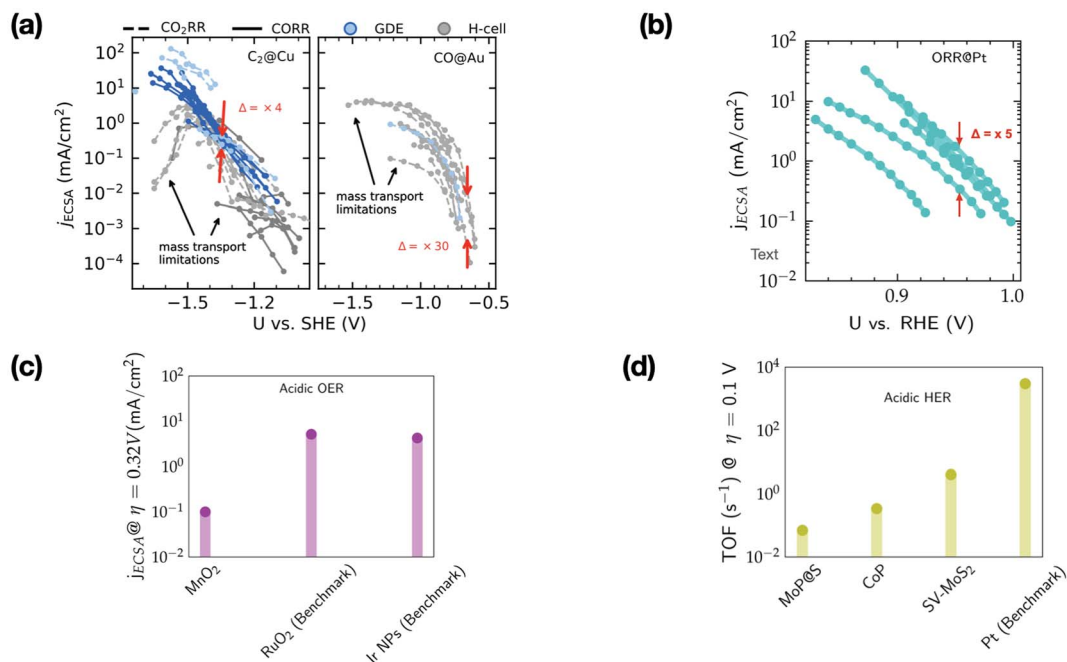 (a)
CO₂RR CORR GDE H-cell
C₂@Cu
CO@Au
10²
10¹
10⁰
10⁻¹
10⁻²
10⁻³
10⁻⁴
jECSA (mA/cm²)
Δ = ×4
mass transport
limitations
mass transport
limitations
Δ = ×30
−1.5 −1.2 −1.5 −1.0 −0.5
U vs. SHE (V)
(b)
ORR@Pt
10²
10¹
10⁰
10⁻¹
10⁻²
jECSA (mA/cm²)
Δ = x 5
Text
0.9 1.0
U vs. RHE (V)
(c)
Acidic OER
10²
10¹
10⁰
10⁻¹
10⁻²
jECSA @ η = 0.32V(mA/cm²)
MnO₂
RuO₂ (Benchmark)
Ir NPs (Benchmark)
(d)
Acidic HER
10⁴
10²
10⁰
10⁻²
TOF (s⁻¹) @ η = 0.1 V
MoP@S
CoP
SV-MoS₂
Pt (Benchmark)